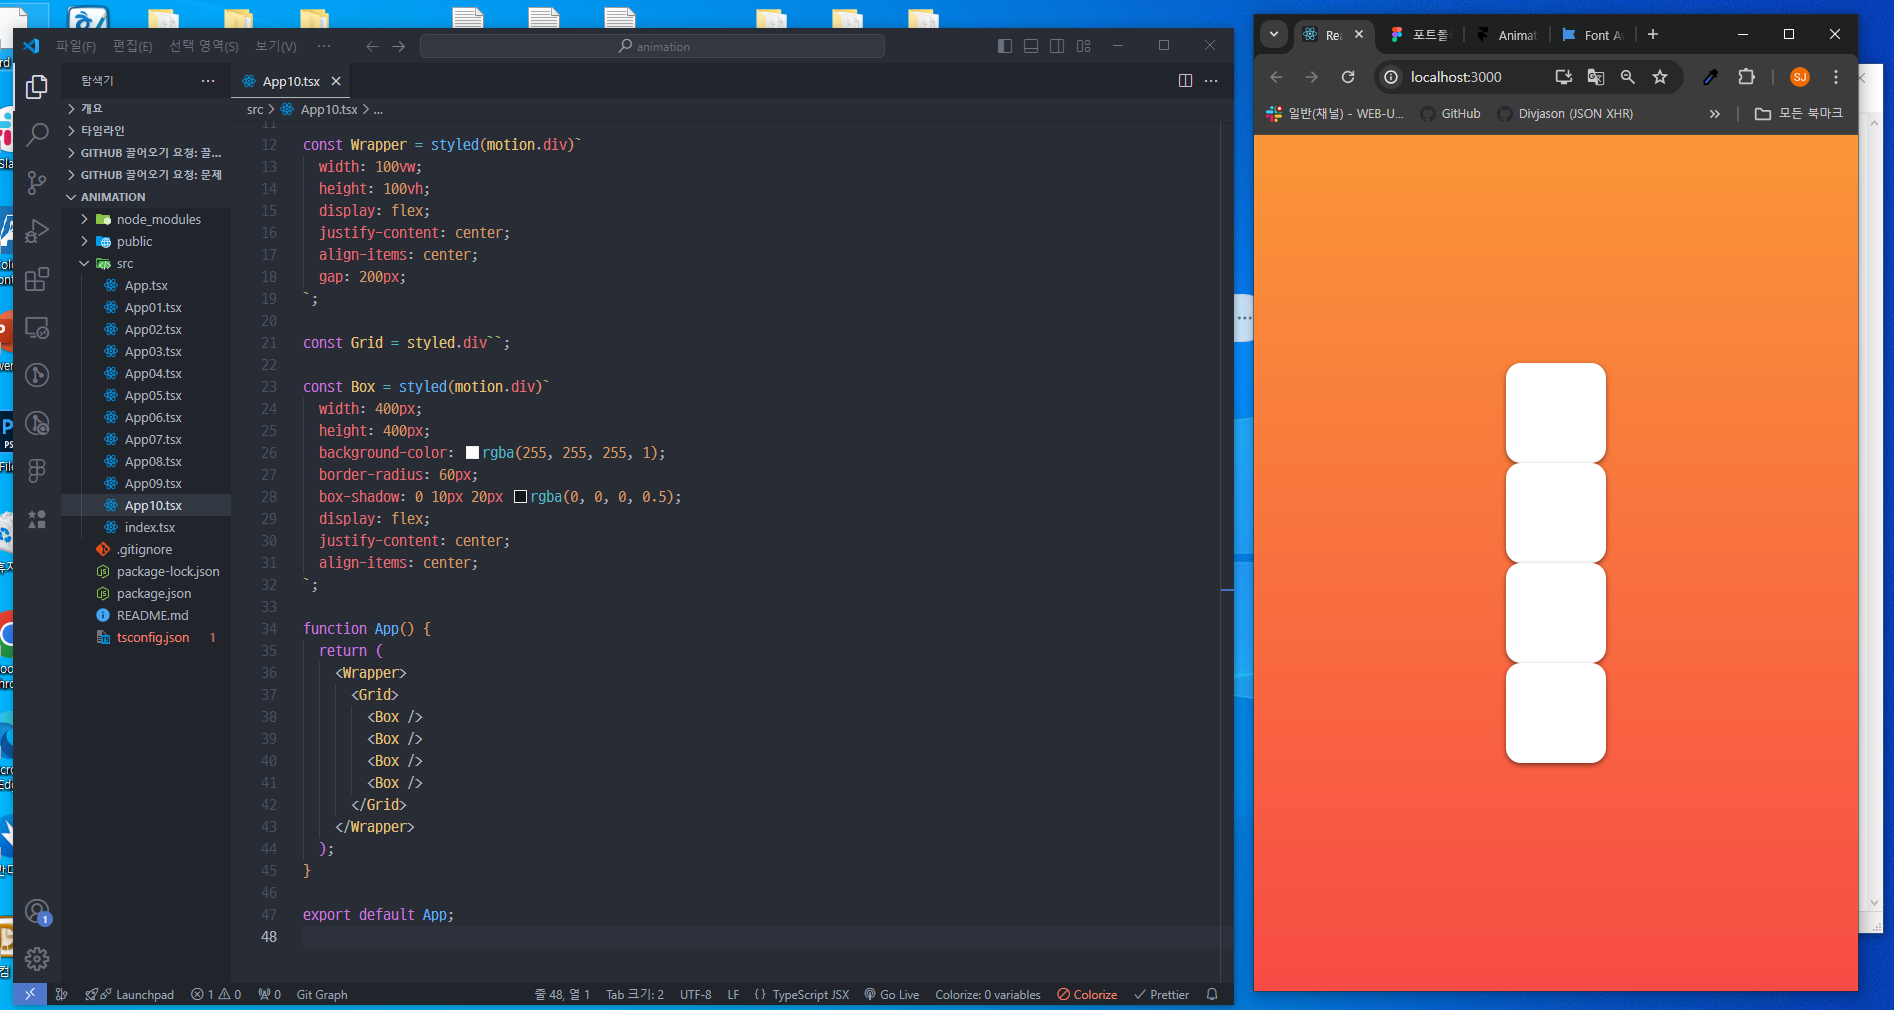 파일(F) 편집(E) 선택 영역(S) 보기(V) ··· animation
탐색기 ···
개요
타임라인
GITHUB 끌어오기 요청: 끌...
GITHUB 끌어오기 요청: 문제
ANIMATION
node_modules
public
src
App.tsx
App01.tsx
App02.tsx
App03.tsx
App04.tsx
App05.tsx
App06.tsx
App07.tsx
App08.tsx
App09.tsx
App10.tsx
index.tsx
.gitignore
package-lock.json
package.json
README.md
tsconfig.json 1
App10.tsx
src > App10.tsx > ...
11
12 const Wrapper = styled(motion.div)`
13 width: 100vw;
14 height: 100vh;
15 display: flex;
16 justify-content: center;
17 align-items: center;
18 gap: 200px;
19 `;
20
21 const Grid = styled.div``;
22
23 const Box = styled(motion.div)`
24 width: 400px;
25 height: 400px;
26 background-color: rgba(255, 255, 255, 1);
27 border-radius: 60px;
28 box-shadow: 0 10px 20px rgba(0, 0, 0, 0.5);
29 display: flex;
30 justify-content: center;
31 align-items: center;
32 `;
33
34 function App() {
35 return (
36 <Wrapper>
37 <Grid>
38 <Box />
39 <Box />
40 <Box />
41 <Box />
42 </Grid>
43 </Wrapper>
44 );
45 }
46
47 export default App;
48
1
Launchpad 1 0 0 Git Graph 줄 48, 열 1 Tab 크기: 2 UTF-8 LF {} TypeScript JSX Go Live Colorize: 0 variables Colorize Prettier
Rea 포트폴 Animat Font A
localhost:3000 SJ
일반(채널) - WEB-U... GitHub Divjason (JSON XHR) » 모든 북마크